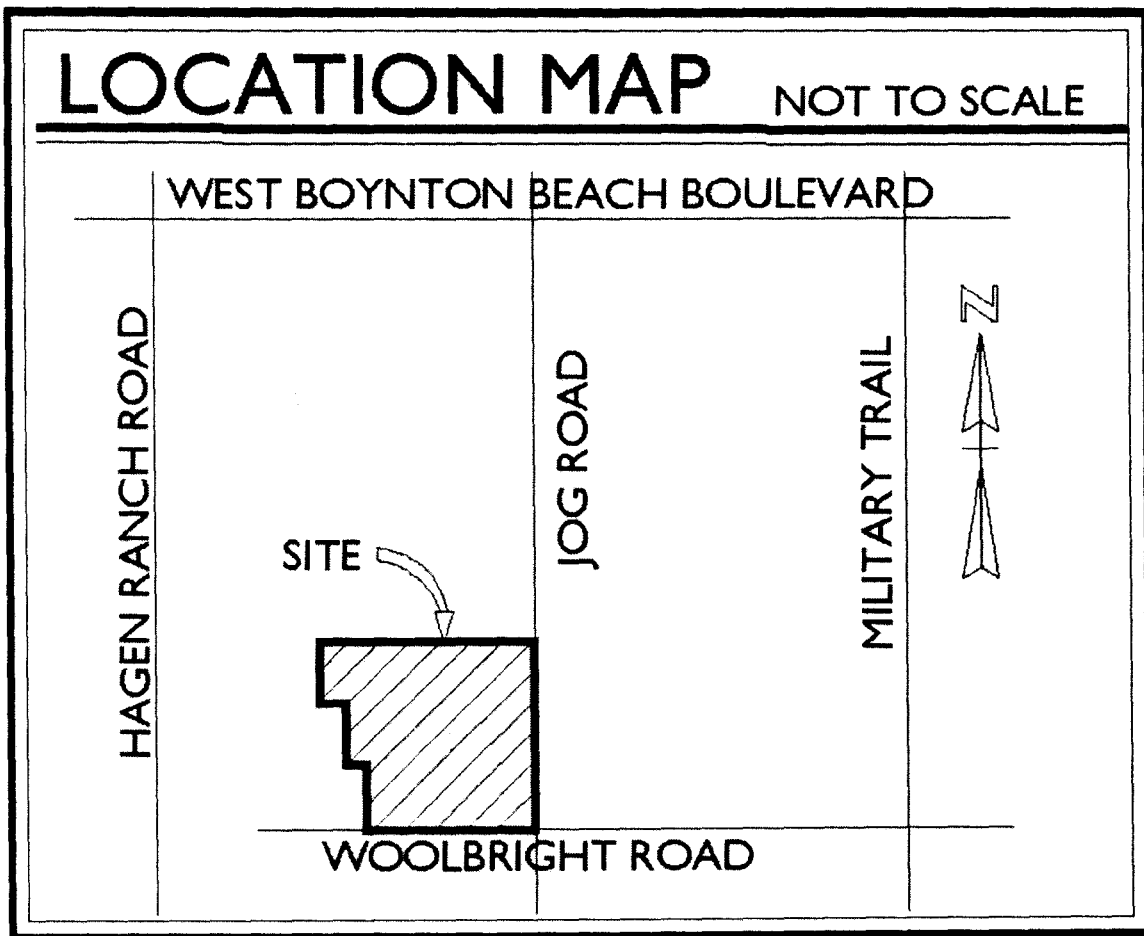 LOCATION MAP NOT TO SCALE
WEST BOYNTON BEACH BOULEVARD
HAGEN RANCH ROAD
JOG ROAD
MILITARY TRAIL
N
SITE
WOOLBRIGHT ROAD